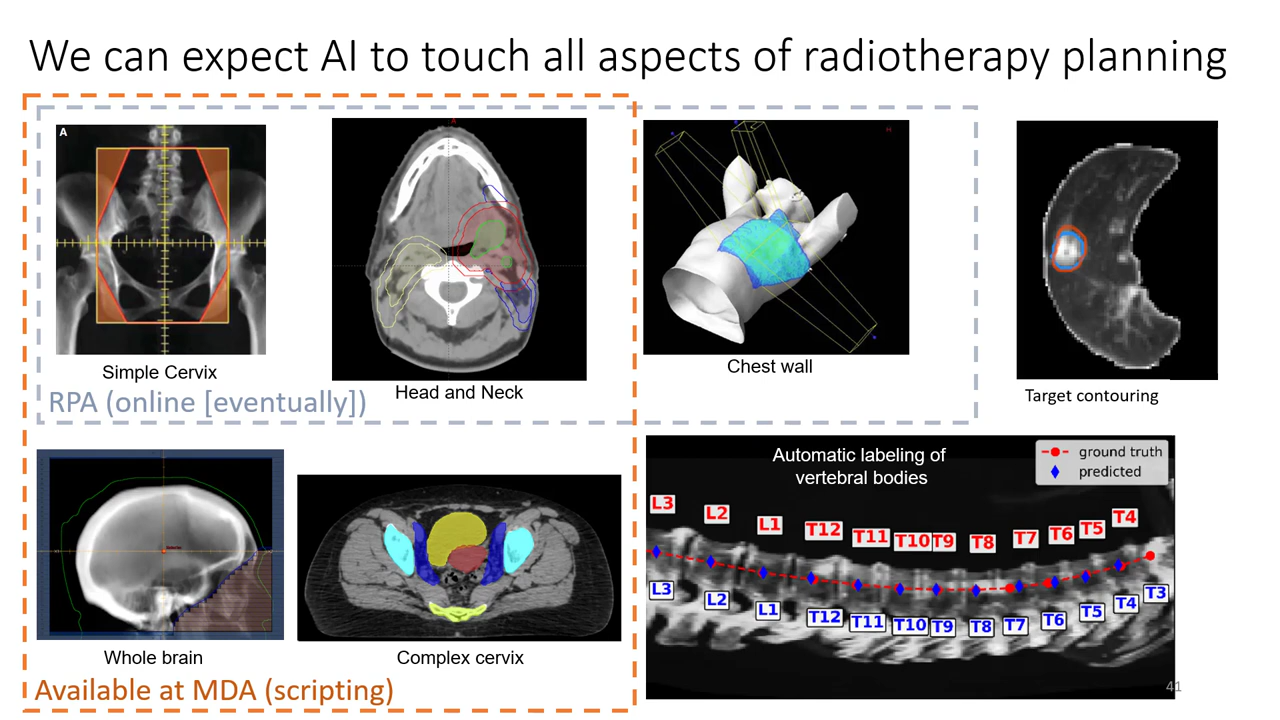 We can expect AI to touch all aspects of radiotherapy planning
A
A
H
Simple Cervix
Head and Neck
Chest wall
Target contouring
RPA (online [eventually])
Whole brain
Complex cervix
Available at MDA (scripting)
Automatic labeling of
vertebral bodies
ground truth
predicted
L3 L2 L1 T12 T11 T10 T9 T8 T7 T6 T5 T4
L3 L2 L1 T12 T11 T10 T9 T8 T7 T6 T5 T4 T3
41